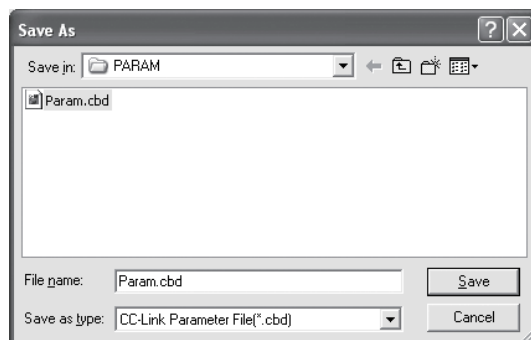 Save As
Save in: PARAM
Param.cbd
File name: Param.cbd Save
Save as type: CC-Link Parameter File(*.cbd) Cancel